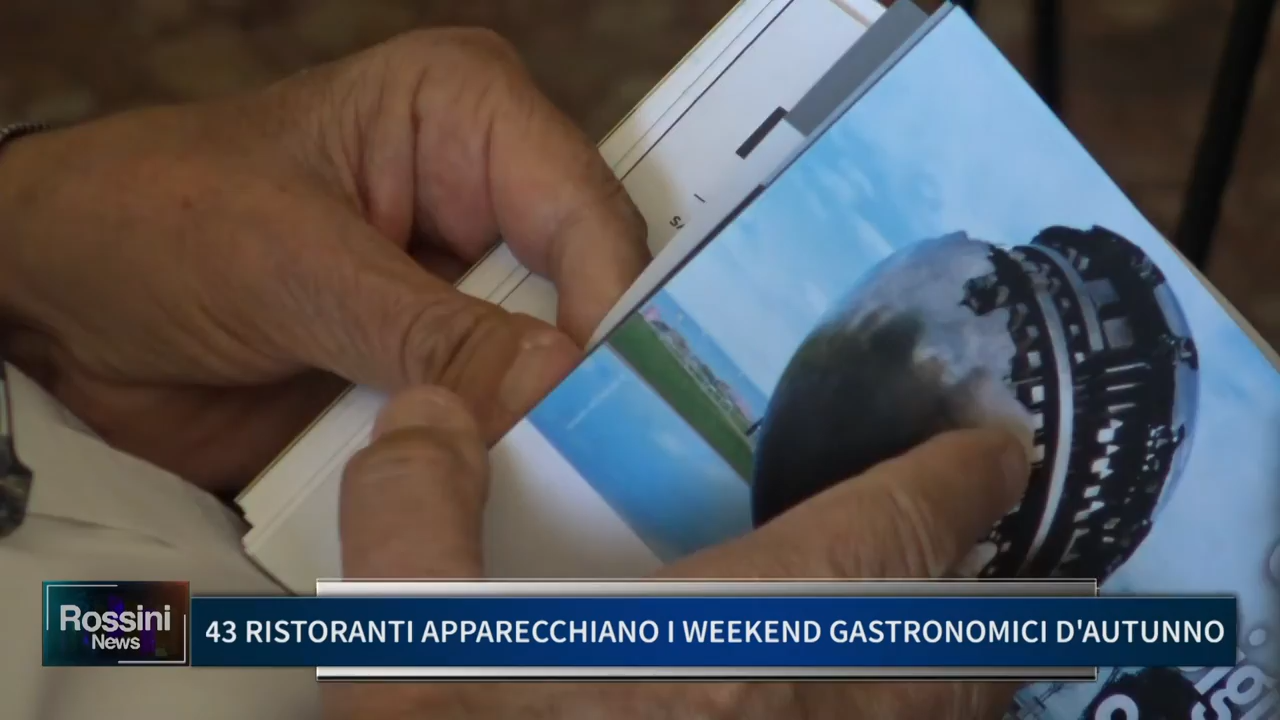 Rossini
News
43 RISTORANTI APPARECCHIANO I WEEKEND GASTRONOMICI D'AUTUNNO